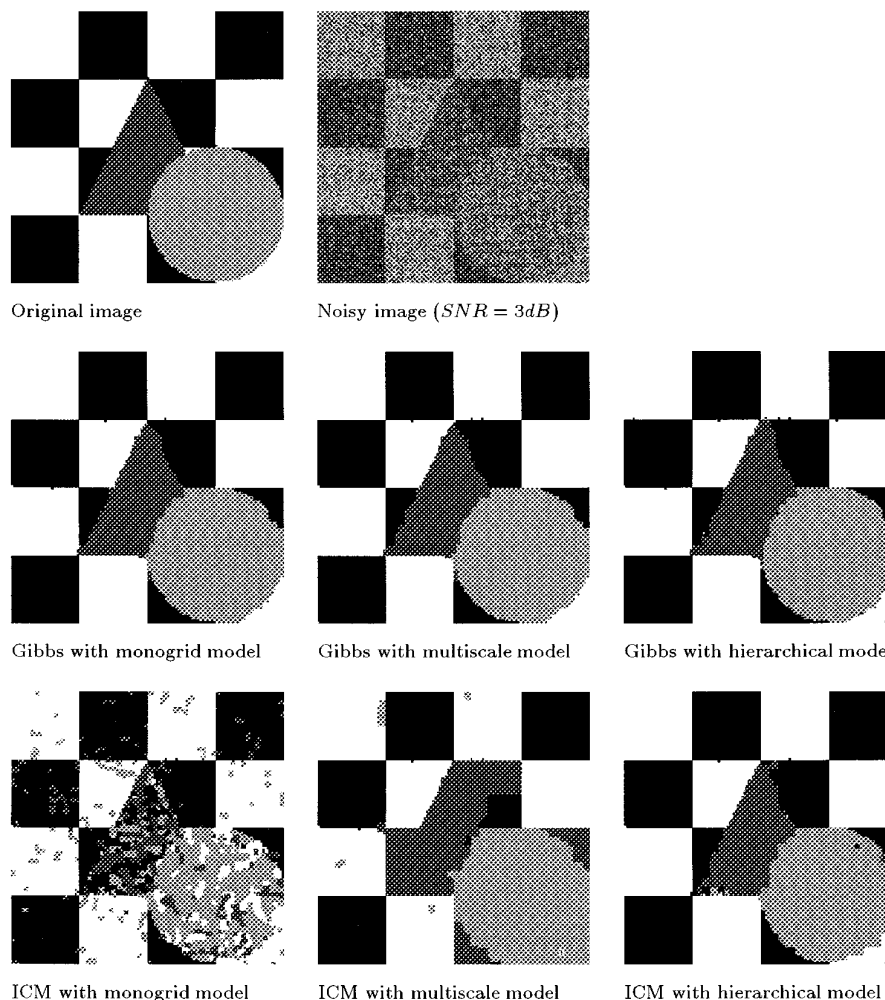 Original image
Noisy image (SNR = 3dB)
Gibbs with monogrid model
Gibbs with multiscale model
Gibbs with hierarchical model
ICM with monogrid model
ICM with multiscale model
ICM with hierarchical model